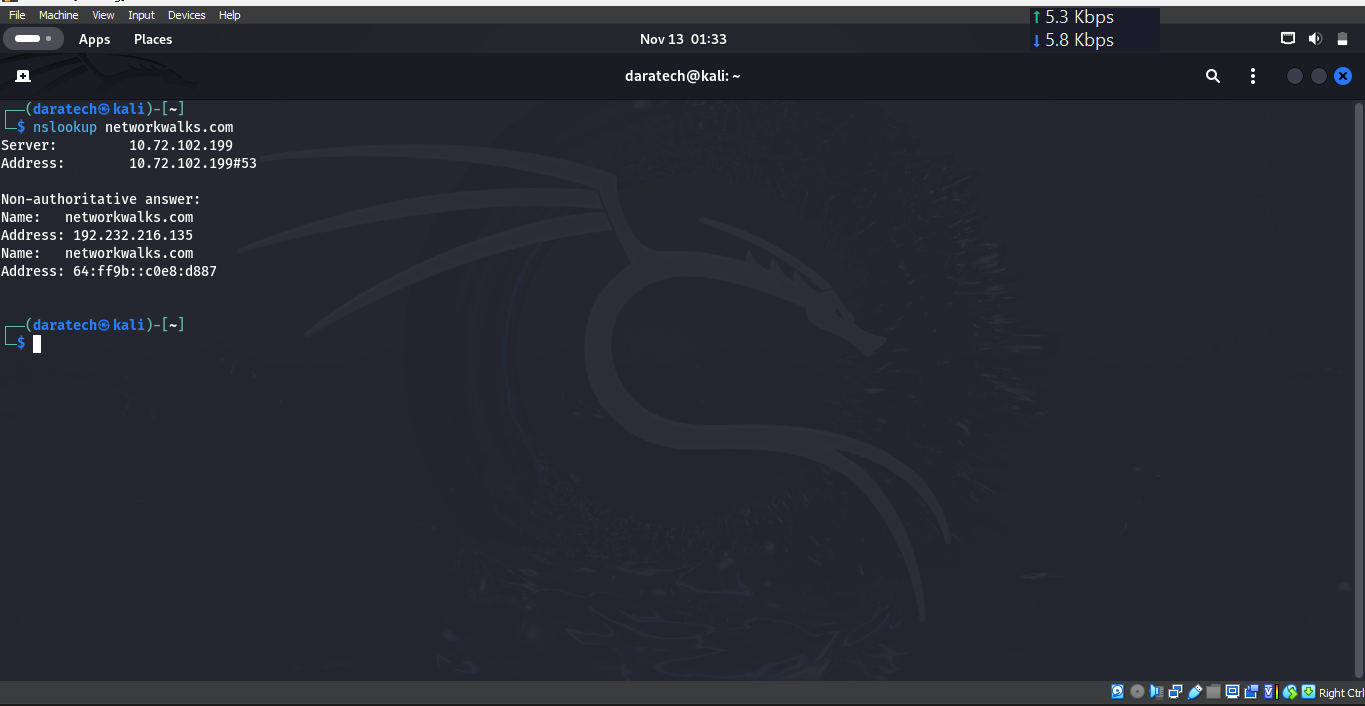 File Machine View Input Devices Help
↑ 5.3 Kbps
↓ 5.8 Kbps
Apps Places
Nov 13 01:33
daratech@kali: ~
┌──(daratech㉿kali)-[~]
└─$ nslookup networkwalks.com
Server:         10.72.102.199
Address:        10.72.102.199#53
Non-authoritative answer:
Name:   networkwalks.com
Address: 192.232.216.135
Name:   networkwalks.com
Address: 64:ff9b::c0e8:d887
┌──(daratech㉿kali)-[~]
└─$
Right Ctrl